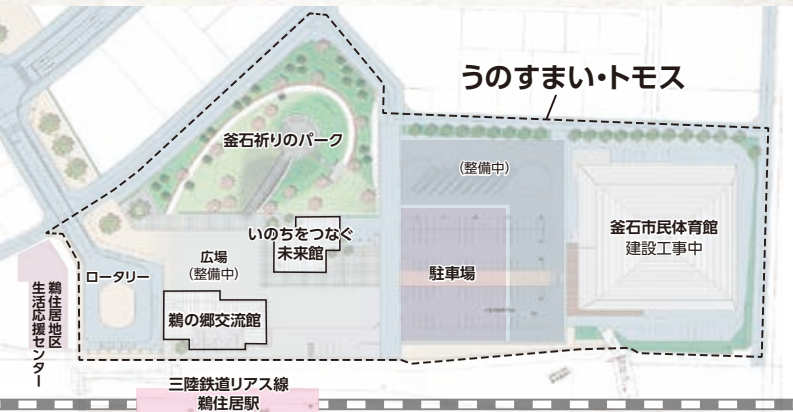 うのすまい・トモス
釜石祈りのパーク
(整備中)
いのちをつなぐ
未来館
釜石市民体育館
建設工事中
広場
(整備中)
ロータリー
駐車場
鵜の郷交流館
鵜住居地区
生活応援センター
三陸鉄道リアス線
鵜住居駅